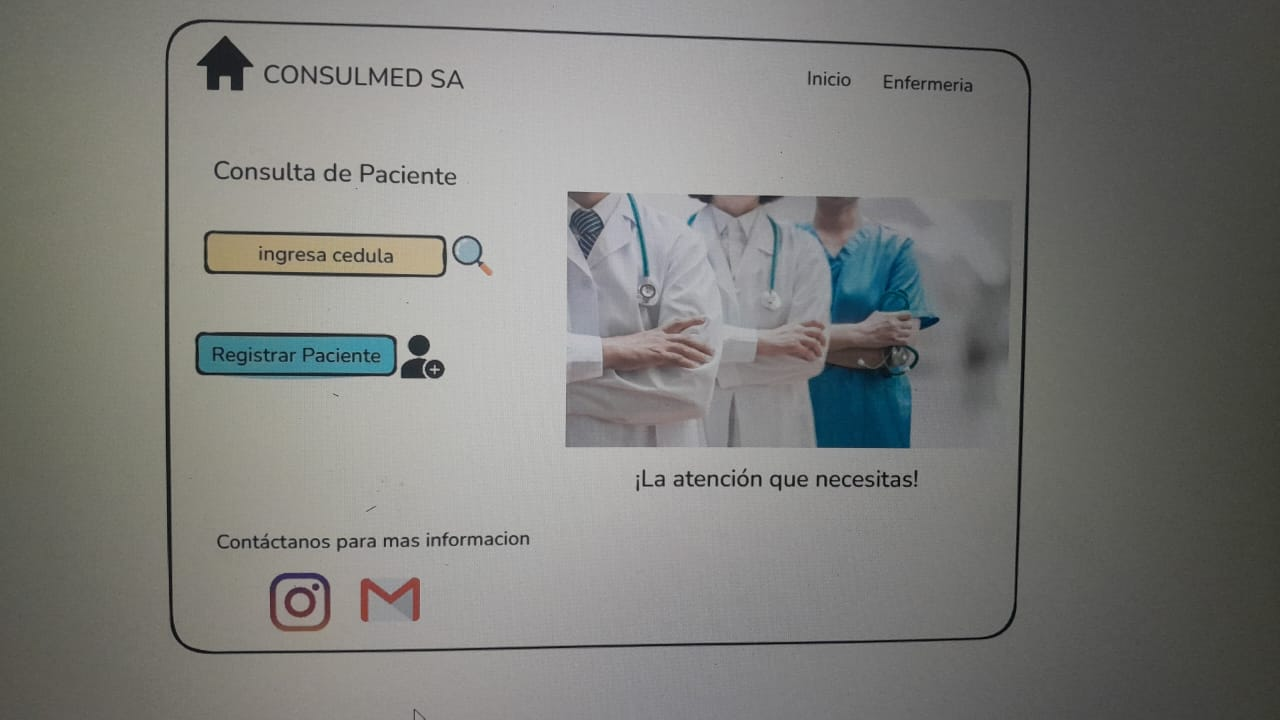 CONSULMED SA
Inicio
Enfermeria
Consulta de Paciente
ingresa cedula
Registrar Paciente
¡La atención que necesitas!
Contáctanos para mas informacion